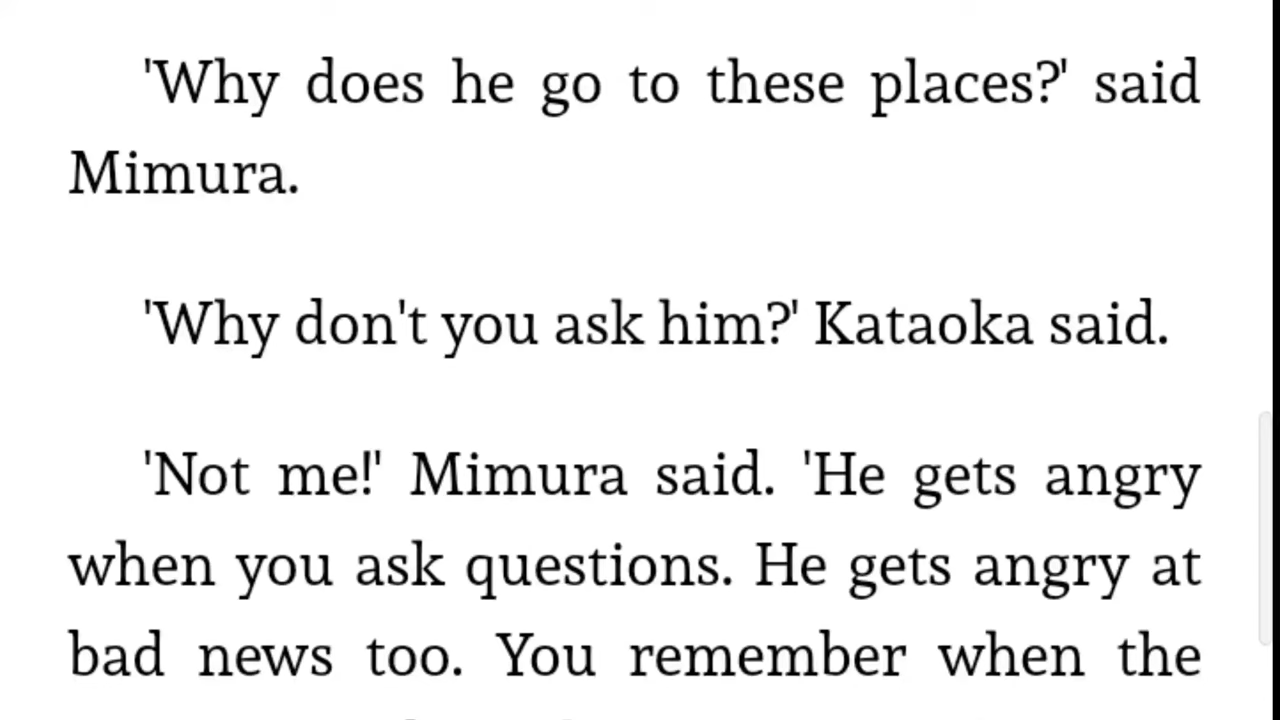 'Why does he go to these places?' said
Mimura.
'Why don't you ask him?' Kataoka said.
'Not me!' Mimura said. 'He gets angry
when you ask questions. He gets angry at
bad news too. You remember when the